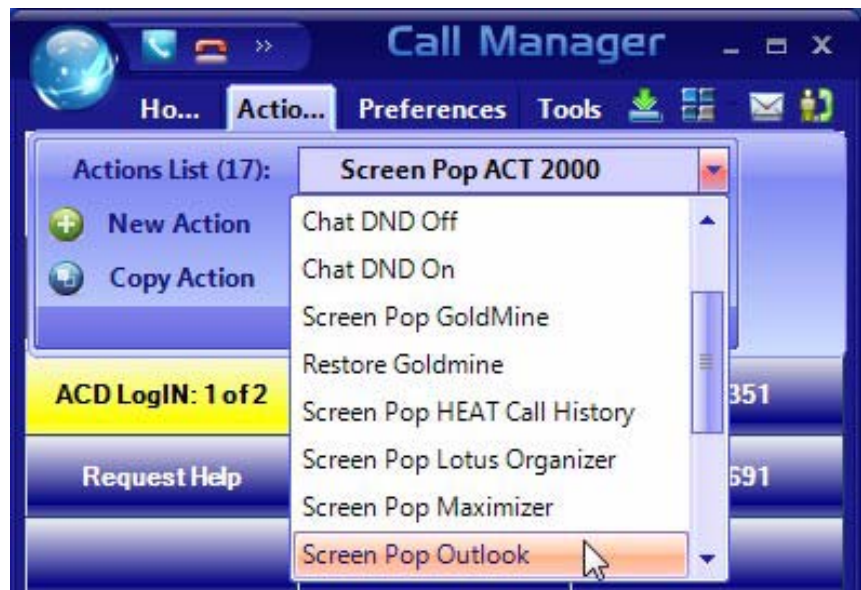 Call Manager
Ho... Actio... Preferences Tools
Actions List (17): Screen Pop ACT 2000
New Action
Copy Action
Chat DND Off
Chat DND On
Screen Pop GoldMine
Restore Goldmine
Screen Pop HEAT Call History
Screen Pop Lotus Organizer
Screen Pop Maximizer
Screen Pop Outlook
ACD LogIN: 1 of 2
351
Request Help
691